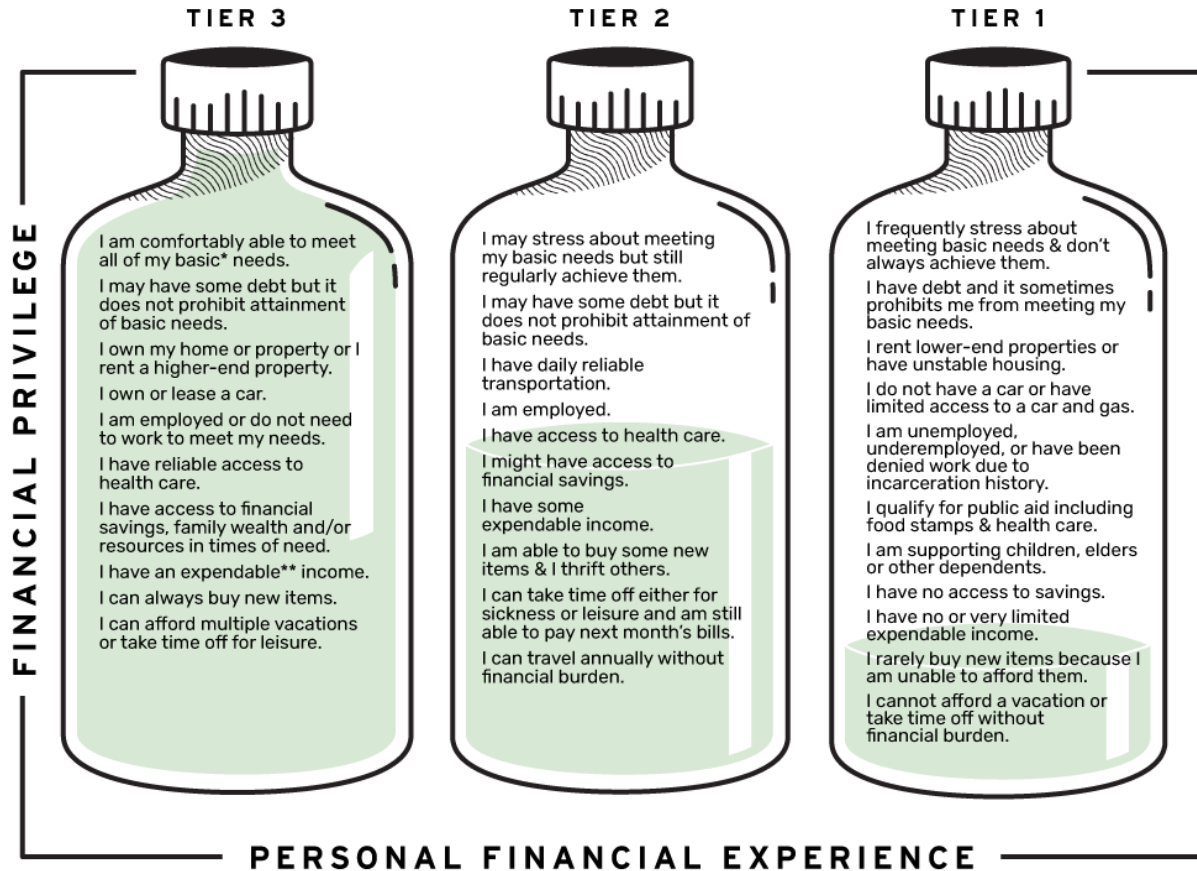 TIER 3
I am comfortably able to meet
all of my basic* needs.
I may have some debt but it
does not prohibit attainment
of basic needs.
I own my home or property or I
rent a higher-end property.
I own or lease a car.
I am employed or do not need
to work to meet my needs.
I have reliable access to
health care.
I have access to financial
savings, family wealth and/or
resources in times of need.
I have an expendable** income.
I can always buy new items.
I can afford multiple vacations
or take time off for leisure.
TIER 2
I may stress about meeting
my basic needs but still
regularly achieve them.
I may have some debt but it
does not prohibit attainment of
basic needs.
I have daily reliable
transportation.
I am employed.
I have access to health care.
I might have access to
financial savings.
I have some
expendable income.
I am able to buy some new
items & I thrift others.
I can take time off either for
sickness or leisure and am still
able to pay next month's bills.
I can travel annually without
financial burden.
TIER 1
I frequently stress about
meeting basic needs & don't
always achieve them.
I have debt and it sometimes
prohibits me from meeting my
basic needs.
I rent lower-end properties or
have unstable housing.
I do not have a car or have
limited access to a car and gas.
I am unemployed,
underemployed, or have been
denied work due to
incarceration history.
I qualify for public aid including
food stamps & health care.
I am supporting children, elders
or other dependents.
I have no access to savings.
I have no or very limited
expendable income.
I rarely buy new items because I
am unable to afford them.
I cannot afford a vacation or
take time off without
financial burden.
FINANCIAL PRIVILEGE
PERSONAL FINANCIAL EXPERIENCE